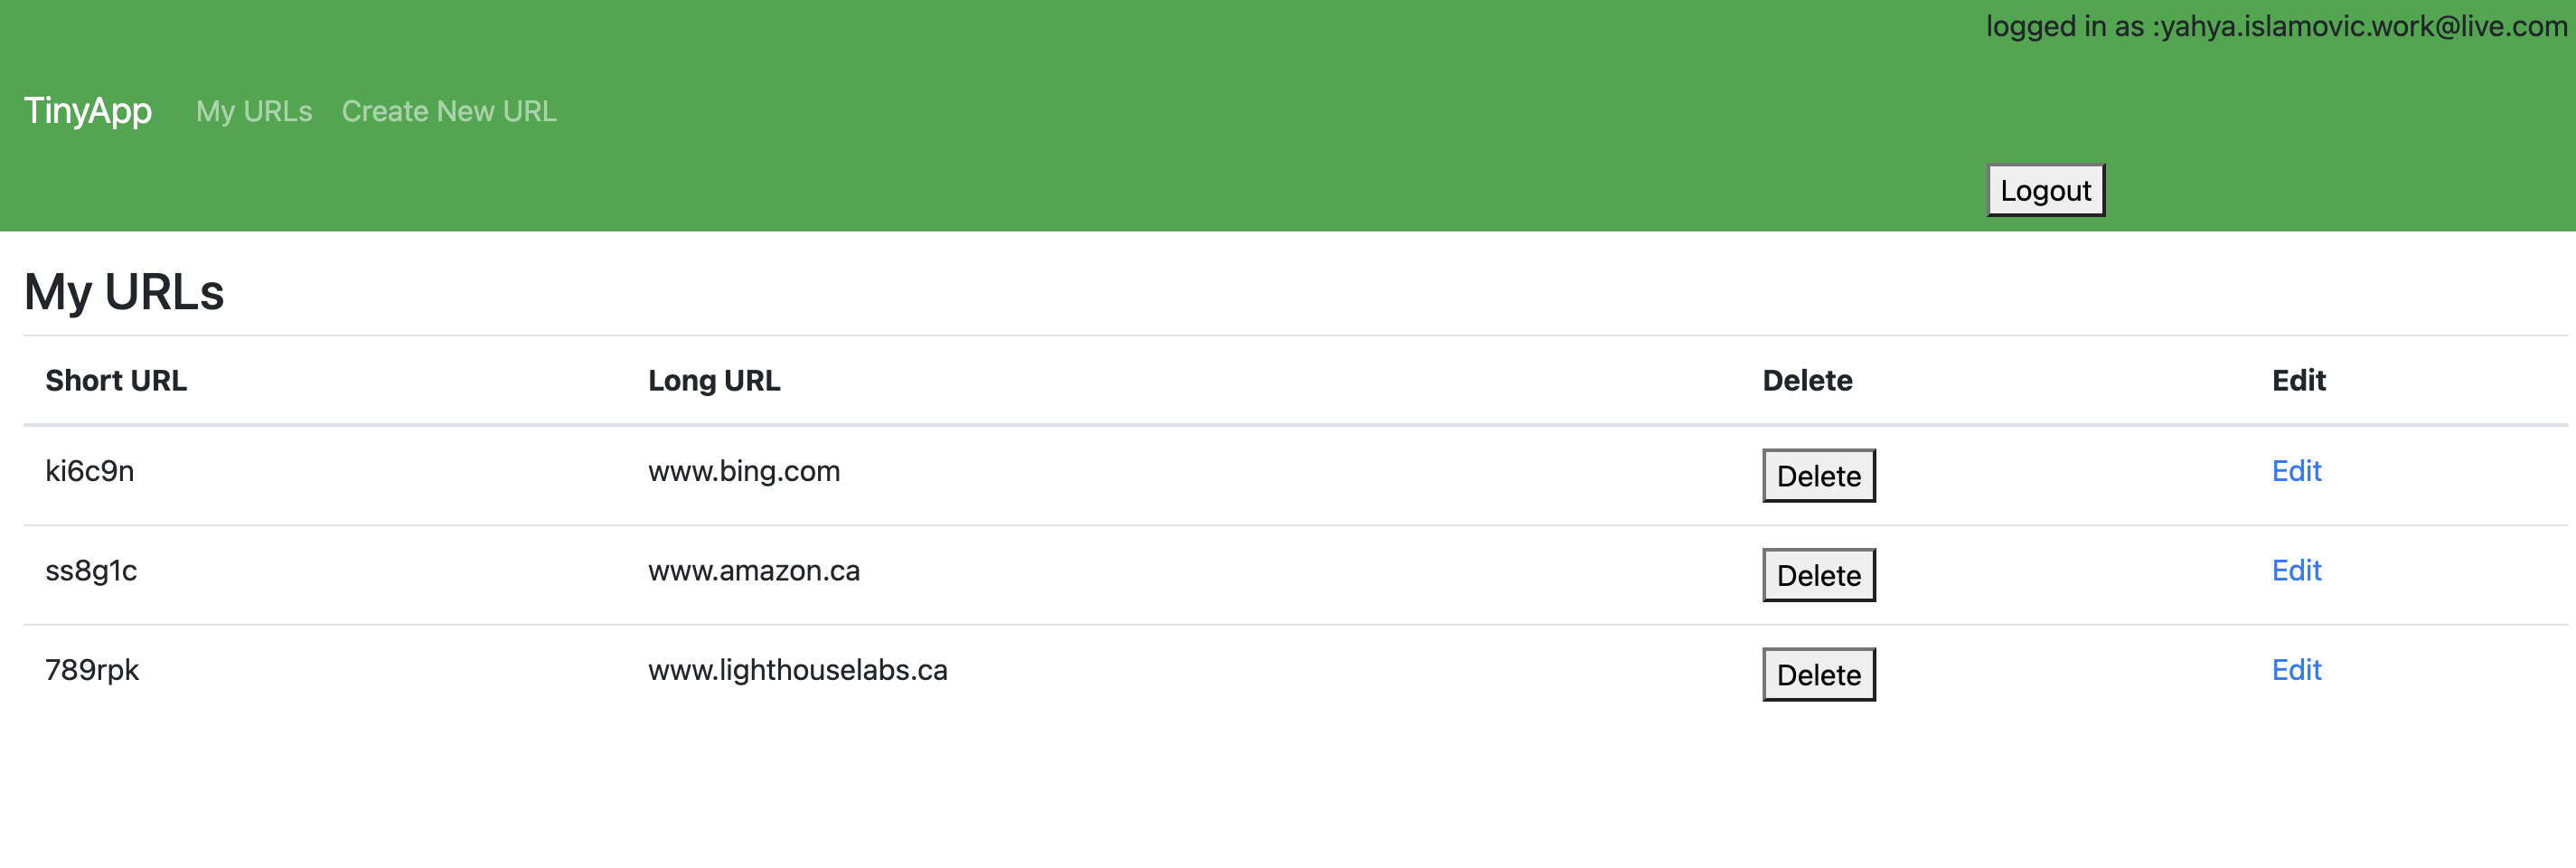 logged in as :yahya.islamovic.work@live.com
TinyApp My URLs Create New URL
Logout
My URLs
Short URL Long URL Delete Edit
ki6c9n www.bing.com Delete Edit
ss8g1c www.amazon.ca Delete Edit
789rpk www.lighthouselabs.ca Delete Edit